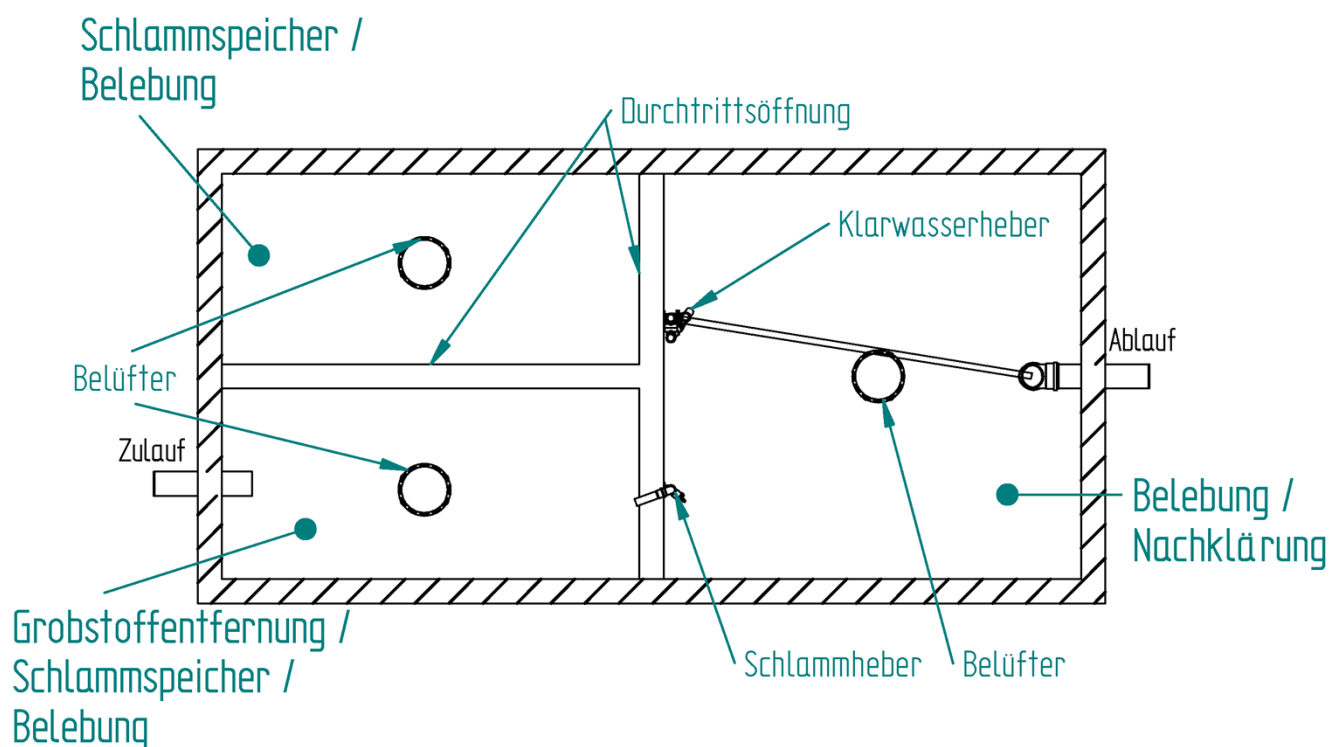 Schlammspeicher /
Belebung
Durchtrittsöffnung
Klarwasserheber
Ablauf
Belüfter
Zulauf
Belebung /
Nachklärung
Grobstoffentfernung /
Schlammspeicher /
Belebung
Schlammheber
Belüfter